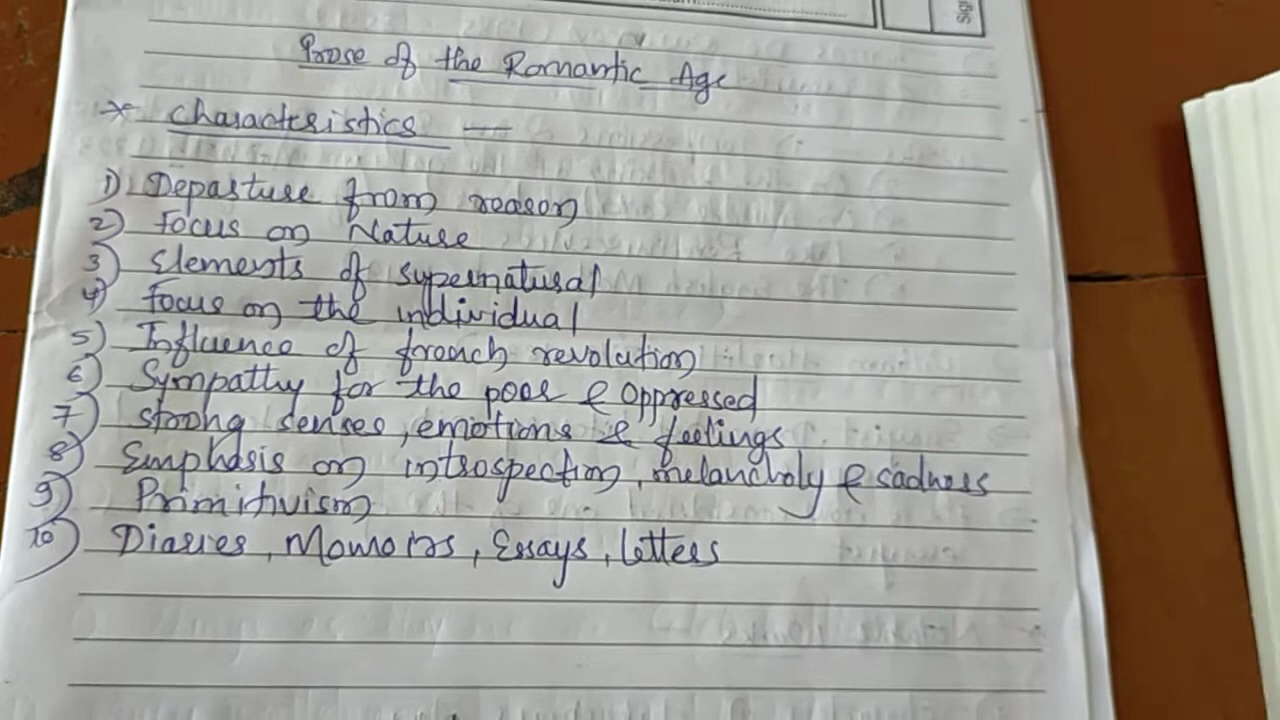 Sig
Prose of the Romantic Age
* Characteristics —
1) Departure from reason
2) Focus on Nature
3) Elements of supernatural
4) Focus on the individual
5) Influence of french revolution
6) Sympathy for the poor & oppressed
7) strong senses, emotions & feelings
8) Emphasis on introspection, melancholy & sadness
9) Primitivism
10) Diaries, Memoirs, Essays, letters